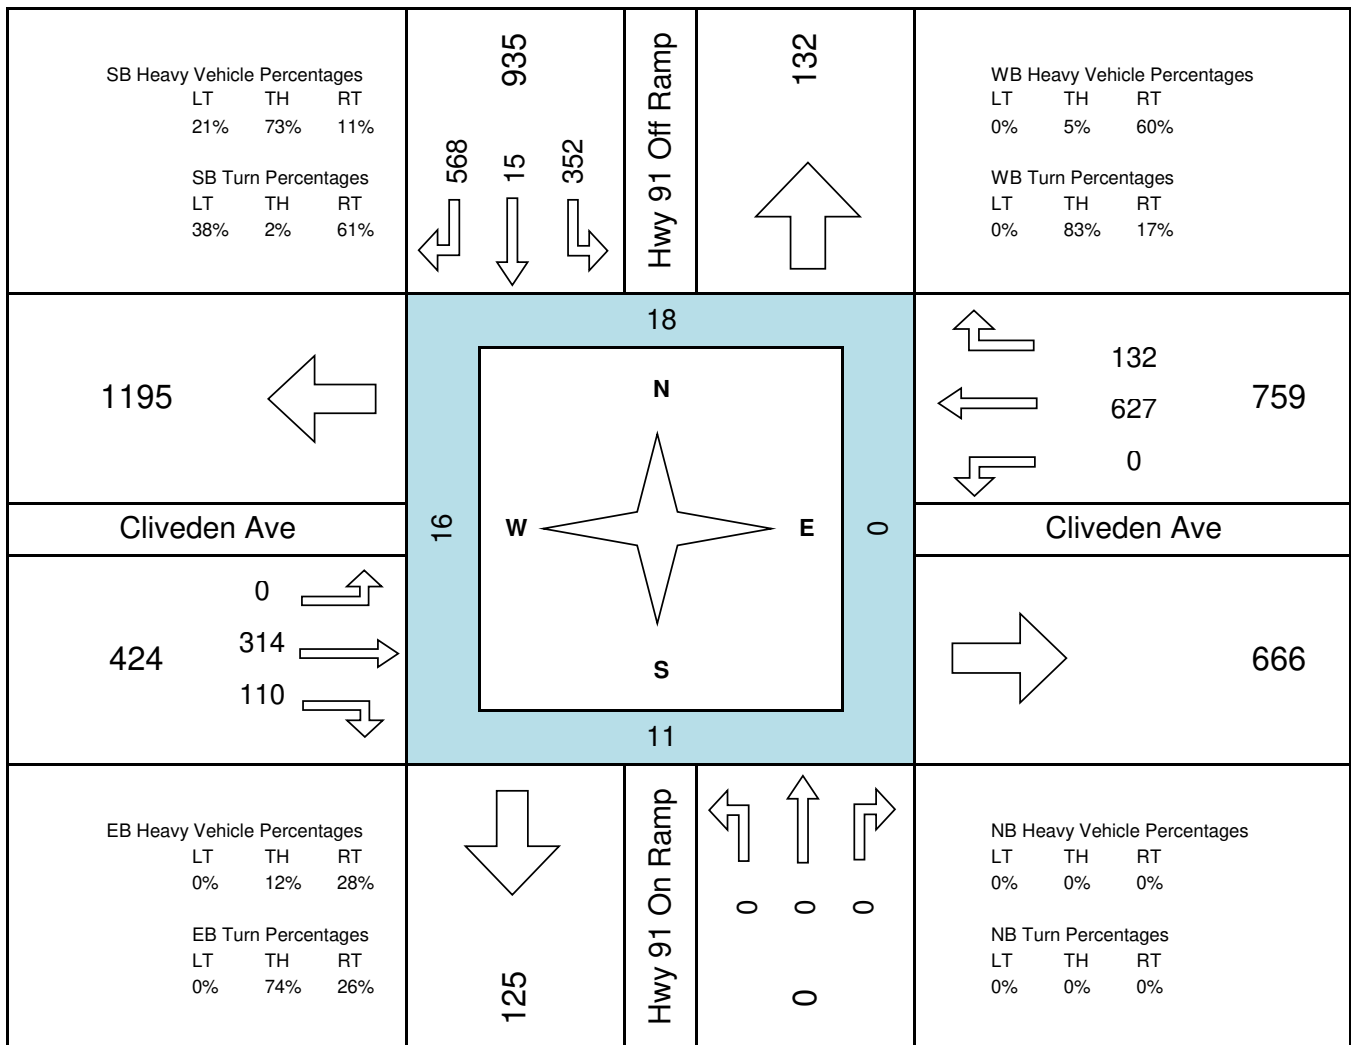 SB Heavy Vehicle Percentages
LT TH RT
21% 73% 11%
SB Turn Percentages
LT TH RT
38% 2% 61%
935
568 15 352
Hwy 91 Off Ramp
132
WB Heavy Vehicle Percentages
LT TH RT
0% 5% 60%
WB Turn Percentages
LT TH RT
0% 83% 17%
1195
18
132
627
0
759
N
W E
S
16
0
11
Cliveden Ave
Cliveden Ave
0
314
110
424
666
EB Heavy Vehicle Percentages
LT TH RT
0% 12% 28%
EB Turn Percentages
LT TH RT
0% 74% 26%
125
Hwy 91 On Ramp
0 0 0
0
NB Heavy Vehicle Percentages
LT TH RT
0% 0% 0%
NB Turn Percentages
LT TH RT
0% 0% 0%